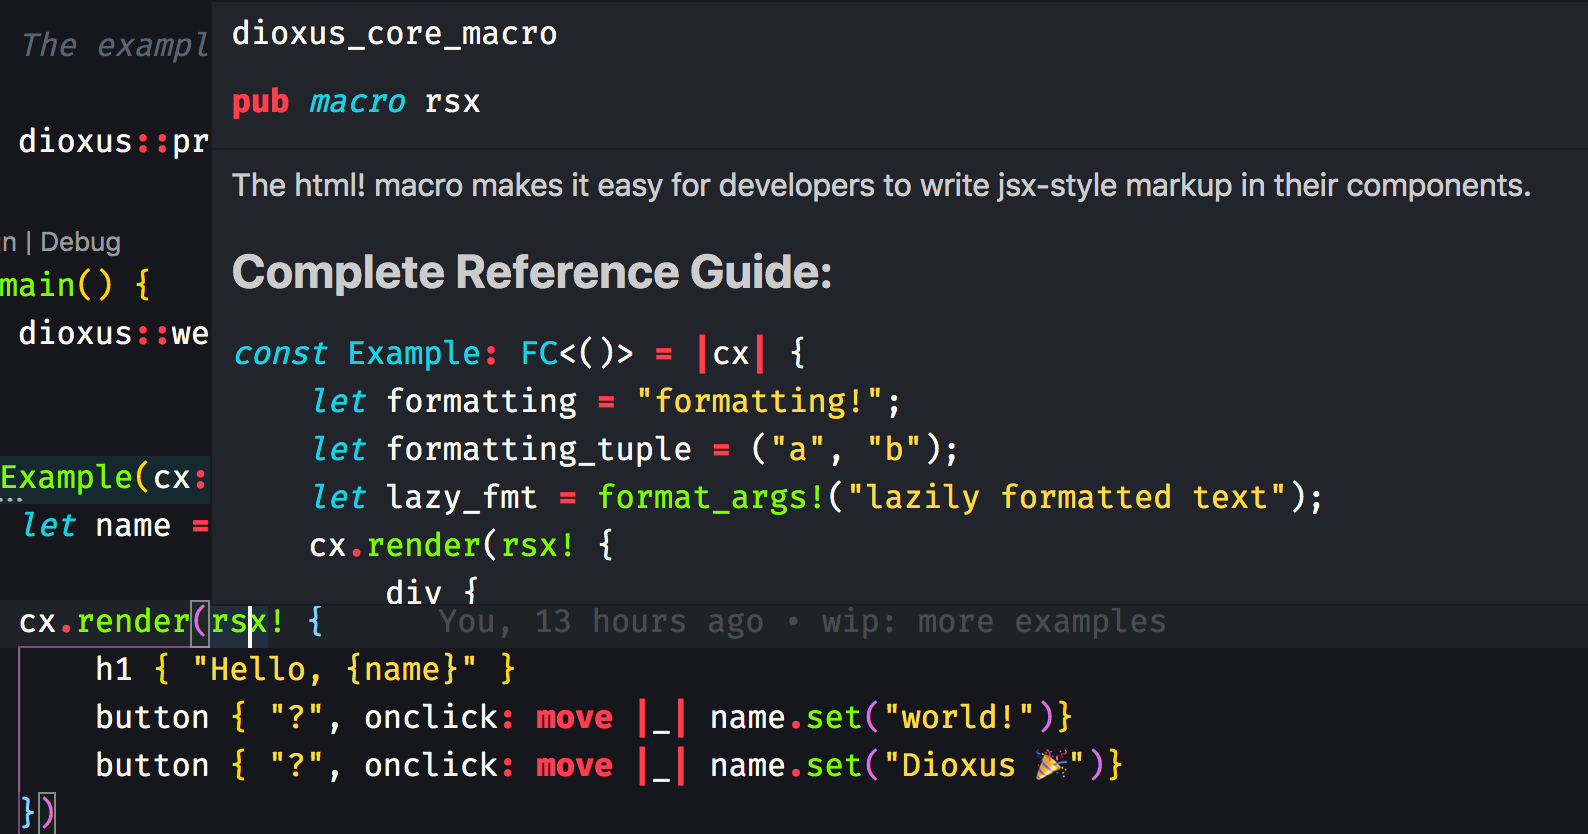 The exampl
dioxus_core_macro
pub macro rsx
dioxus::pr
The html! macro makes it easy for developers to write jsx-style markup in their components.
n | Debug
Complete Reference Guide:
main() {
dioxus::we
const Example: FC<()> = |cx| {
let formatting = "formatting!";
let formatting_tuple = ("a", "b");
Example(cx:
let lazy_fmt = format_args!("lazily formatted text");
let name =
cx.render(rsx! {
div {
cx.render(rsx! { You, 13 hours ago • wip: more examples
h1 { "Hello, {name}" }
button { "?", onclick: move |_| name.set("world!")}
button { "?", onclick: move |_| name.set("Dioxus 🎉")}
})